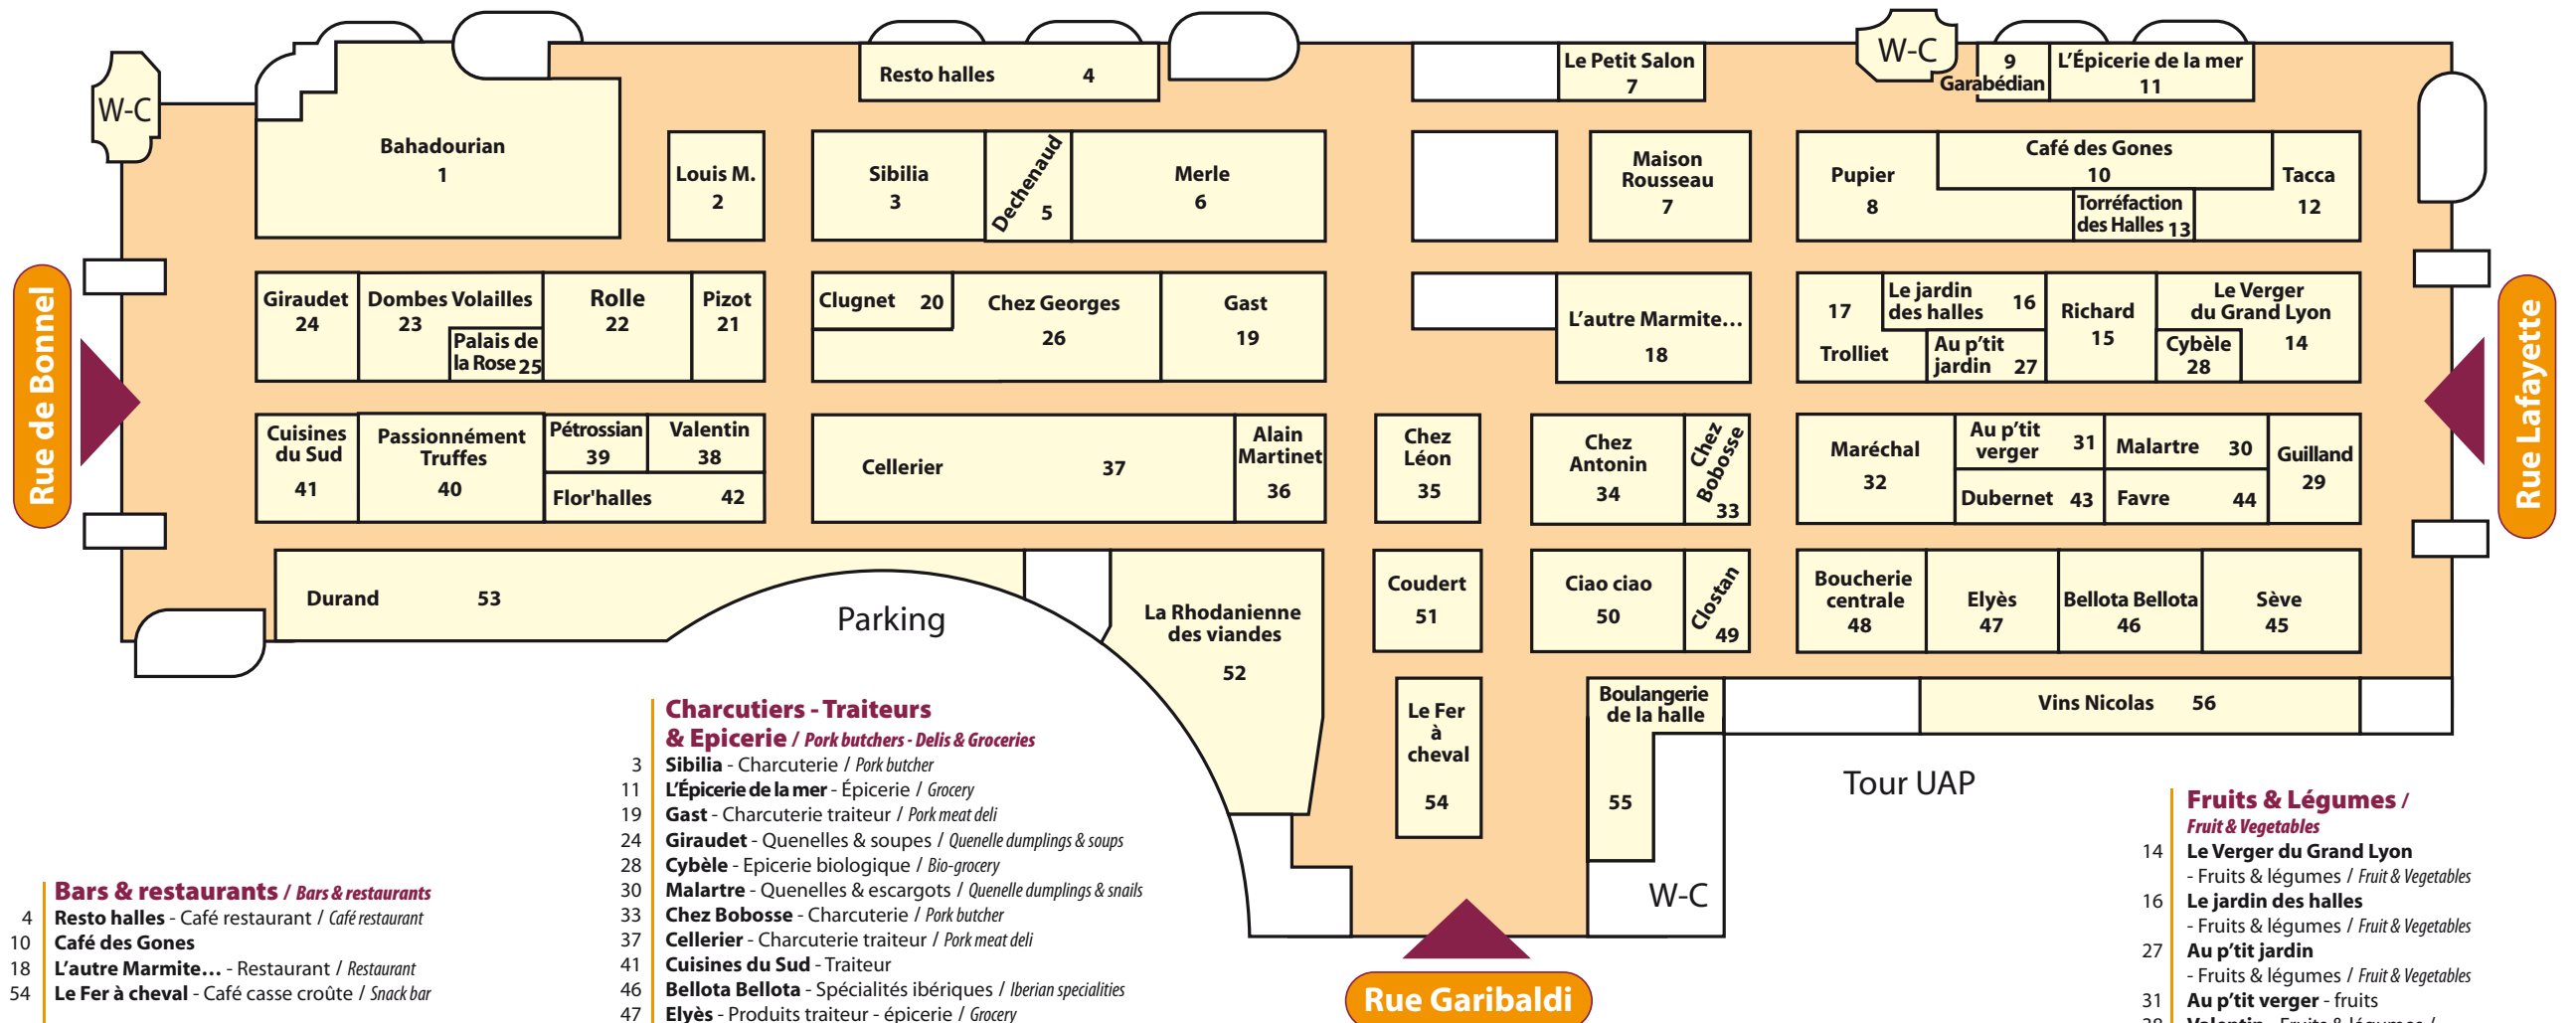 W-C
Bahadourian
1
Louis M.
2
Resto halles 4
Sibilia
3
Dechenaud
5
Merle
6
Le Petit Salon
7
Maison
Rousseau
7
W-C
9
Garabédian
L'Épicerie de la mer
11
Pupier
8
Café des Gones
10
Torréfaction
des Halles 13
Tacca
12
Rue de Bonnel
Giraudet
24
Dombes Volailles
23
Palais de
la Rose 25
Rolle
22
Pizot
21
Clugnet 20
Chez Georges
26
Gast
19
L'autre Marmite…
18
17
Trolliet
Le jardin
des halles 16
Au p'tit
jardin 27
Richard
15
Le Verger
du Grand Lyon
14
Cybèle
28
Rue Lafayette
Cuisines
du Sud
41
Passionnément
Truffes
40
Pétrossian
39
Valentin
38
Flor'halles 42
Cellerier 37
Alain
Martinet
36
Chez
Léon
35
Chez
Antonin
34
Chez
Bobosse
33
Maréchal
32
Au p'tit
verger 31
Malartre 30
Dubernet 43
Favre 44
Guilland
29
Durand 53
Parking
La Rhodanienne
des viandes
52
Coudert
51
Ciao ciao
50
Clostan
49
Boucherie
centrale
48
Elyès
47
Bellota Bellota
46
Sève
45
Le Fer
à
cheval
54
Boulangerie
de la halle
55
Vins Nicolas 56
Tour UAP
W-C
Rue Garibaldi
Bars & restaurants / Bars & restaurants
4 Resto halles - Café restaurant / Café restaurant
10 Café des Gones
18 L'autre Marmite… - Restaurant / Restaurant
54 Le Fer à cheval - Café casse croûte / Snack bar
Charcutiers - Traiteurs
& Epicerie / Pork butchers - Delis & Groceries
3 Sibilia - Charcuterie / Pork butcher
11 L'Épicerie de la mer - Épicerie / Grocery
19 Gast - Charcuterie traiteur / Pork meat deli
24 Giraudet - Quenelles & soupes / Quenelle dumplings & soups
28 Cybèle - Epicerie biologique / Bio-grocery
30 Malartre - Quenelles & escargots / Quenelle dumplings & snails
33 Chez Bobosse - Charcuterie / Pork butcher
37 Cellerier - Charcuterie traiteur / Pork meat deli
41 Cuisines du Sud - Traiteur
46 Bellota Bellota - Spécialités ibériques / Iberian specialities
47 Elyès - Produits traiteur - épicerie / Grocery
Fruits & Légumes /
Fruit & Vegetables
14 Le Verger du Grand Lyon
- Fruits & légumes / Fruit & Vegetables
16 Le jardin des halles
- Fruits & légumes / Fruit & Vegetables
27 Au p'tit jardin
- Fruits & légumes / Fruit & Vegetables
31 Au p'tit verger - fruits
38 Valentin - Fruits & légumes /